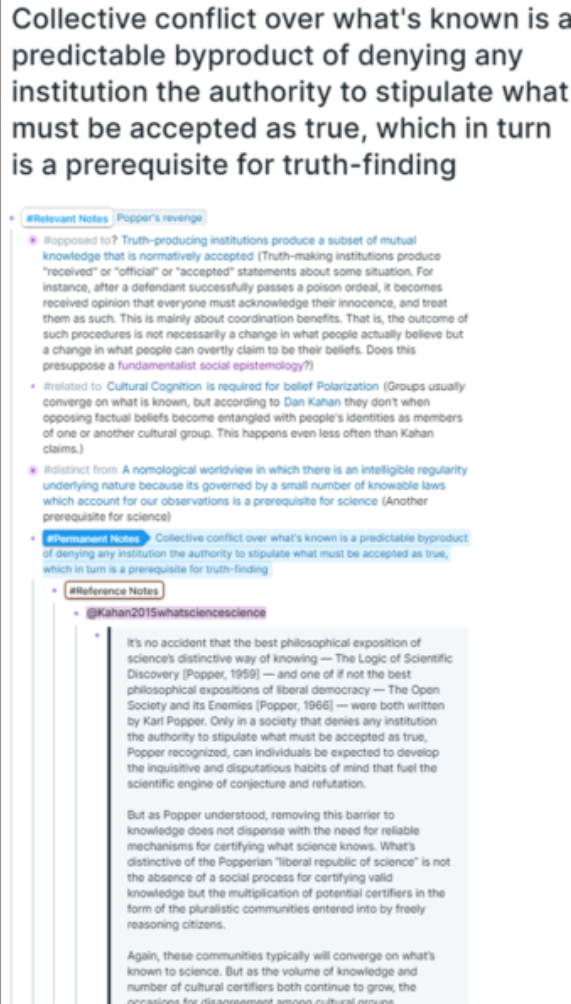 Collective conflict over what's known is a
predictable byproduct of denying any
institution the authority to stipulate what
must be accepted as true, which in turn
is a prerequisite for truth-finding
#Relevant Notes Popper's revenge
#opposed to? Truth-producing institutions produce a subset of mutual
knowledge that is normatively accepted (Truth-making institutions produce
"received" or "official" or "accepted" statements about some situation. For
instance, after a defendant successfully passes a poison ordeal, it becomes
received opinion that everyone must acknowledge their innocence, and treat
them as such. This is mainly about coordination benefits. That is, the outcome of
such procedures is not necessarily a change in what people actually believe but
a change in what people can overtly claim to be their beliefs. Does this
presuppose a fundamentalist social epistemology?)
#related to Cultural Cognition is required for belief Polarization (Groups usually
converge on what is known, but according to Dan Kahan they don't when
opposing factual beliefs become entangled with people's identities as members
of one or another cultural group. This happens even less often than Kahan
claims.)
#distinct from A nomological worldview in which there is an intelligible regularity
underlying nature because its governed by a small number of knowable laws
which account for our observations is a prerequisite for science (Another
prerequisite for science)
#Permanent Notes Collective conflict over what's known is a predictable byproduct
of denying any institution the authority to stipulate what must be accepted as true,
which in turn is a prerequisite for truth-finding
#Reference Notes
@Kahan2015whatsciencescience
It's no accident that the best philosophical exposition of
science's distinctive way of knowing — The Logic of Scientific
Discovery [Popper, 1959] — and one of if not the best
philosophical expositions of liberal democracy — The Open
Society and its Enemies [Popper, 1966] — were both written
by Karl Popper. Only in a society that denies any institution
the authority to stipulate what must be accepted as true,
Popper recognized, can individuals be expected to develop
the inquisitive and disputatious habits of mind that fuel the
scientific engine of conjecture and refutation.
But as Popper understood, removing this barrier to
knowledge does not dispense with the need for reliable
mechanisms for certifying what science knows. What's
distinctive of the Popperian "liberal republic of science" is not
the absence of a social process for certifying valid
knowledge but the multiplication of potential certifiers in the
form of the pluralistic communities entered into by freely
reasoning citizens.
Again, these communities typically will converge on what's
known to science. But as the volume of knowledge and
number of cultural certifiers both continue to grow, the
occasions for disagreement among cultural groups